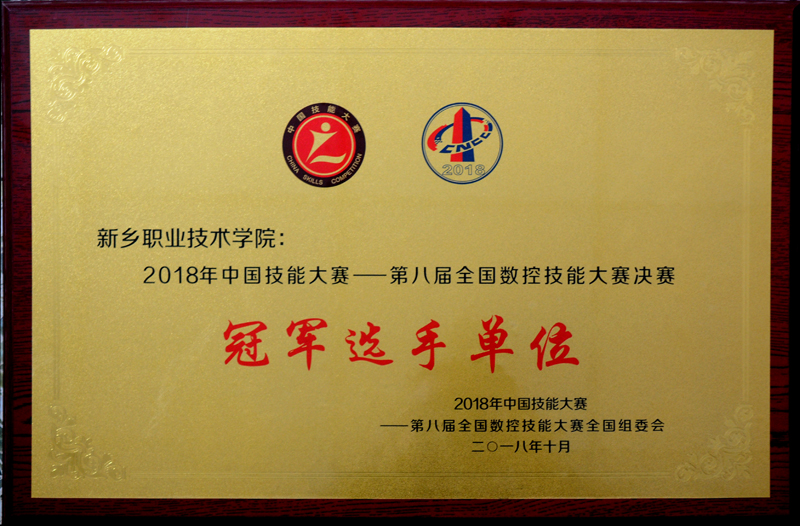 中国技能大赛
CHINA SKILLS COMPETITION
CNCC
2018
新乡职业技术学院：
2018年中国技能大赛——第八届全国数控技能大赛决赛
冠军选手单位
2018年中国技能大赛
——第八届全国数控技能大赛全国组委会
二〇一八年十月